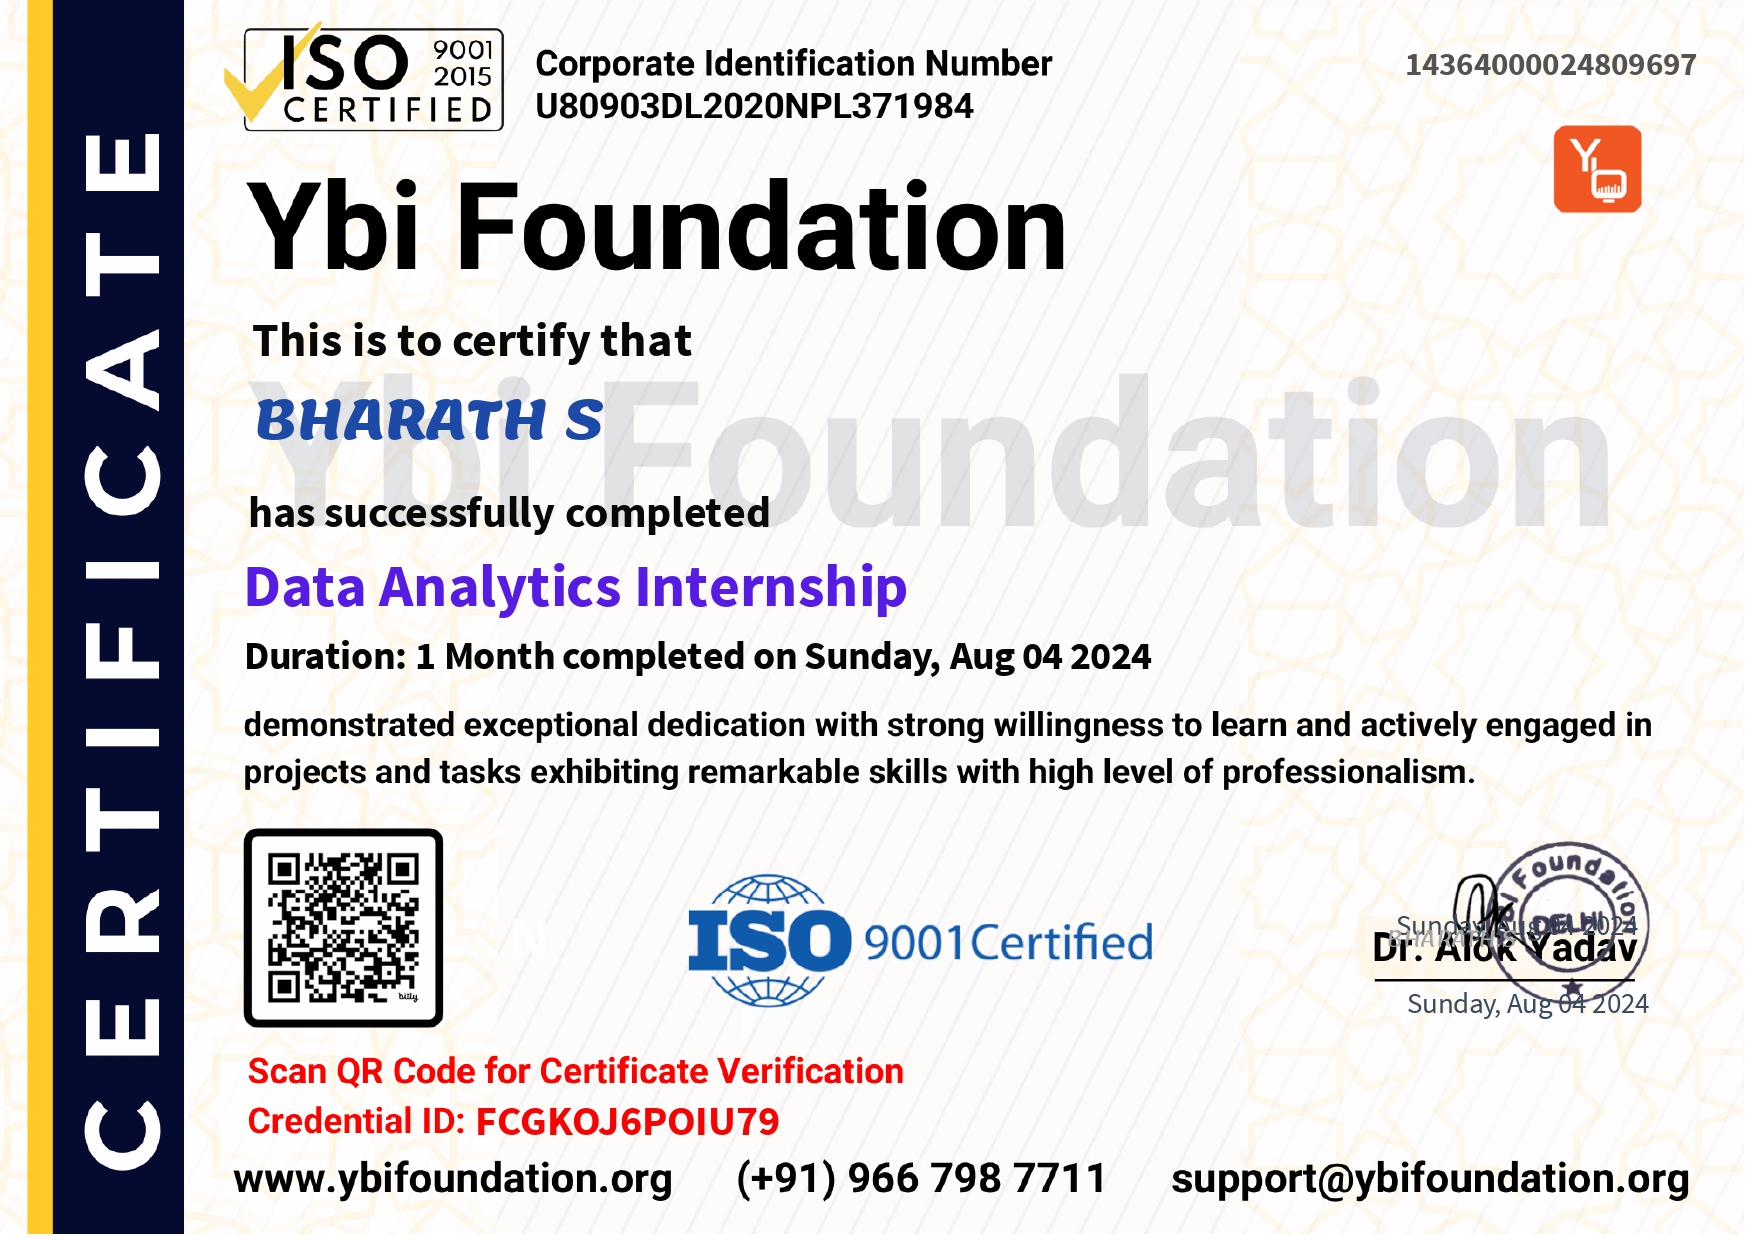 CERTIFICATE
ISO 9001
2015
CERTIFIED
Corporate Identification Number
U80903DL2020NPL371984
14364000024809697
Yb
Ybi Foundation
This is to certify that
Ybi Foundation
BHARATH S
has successfully completed
Data Analytics Internship
Duration: 1 Month completed on Sunday, Aug 04 2024
demonstrated exceptional dedication with strong willingness to learn and actively engaged in
projects and tasks exhibiting remarkable skills with high level of professionalism.
bitly
ISO 9001Certified
Ybi Foundation
DELHI
Sunday, Aug 04 2024
BHARATH S
Dr. Alok Yadav
Sunday, Aug 04 2024
Scan QR Code for Certificate Verification
Credential ID: FCGKOJ6POIU79
www.ybifoundation.org (+91) 966 798 7711 support@ybifoundation.org